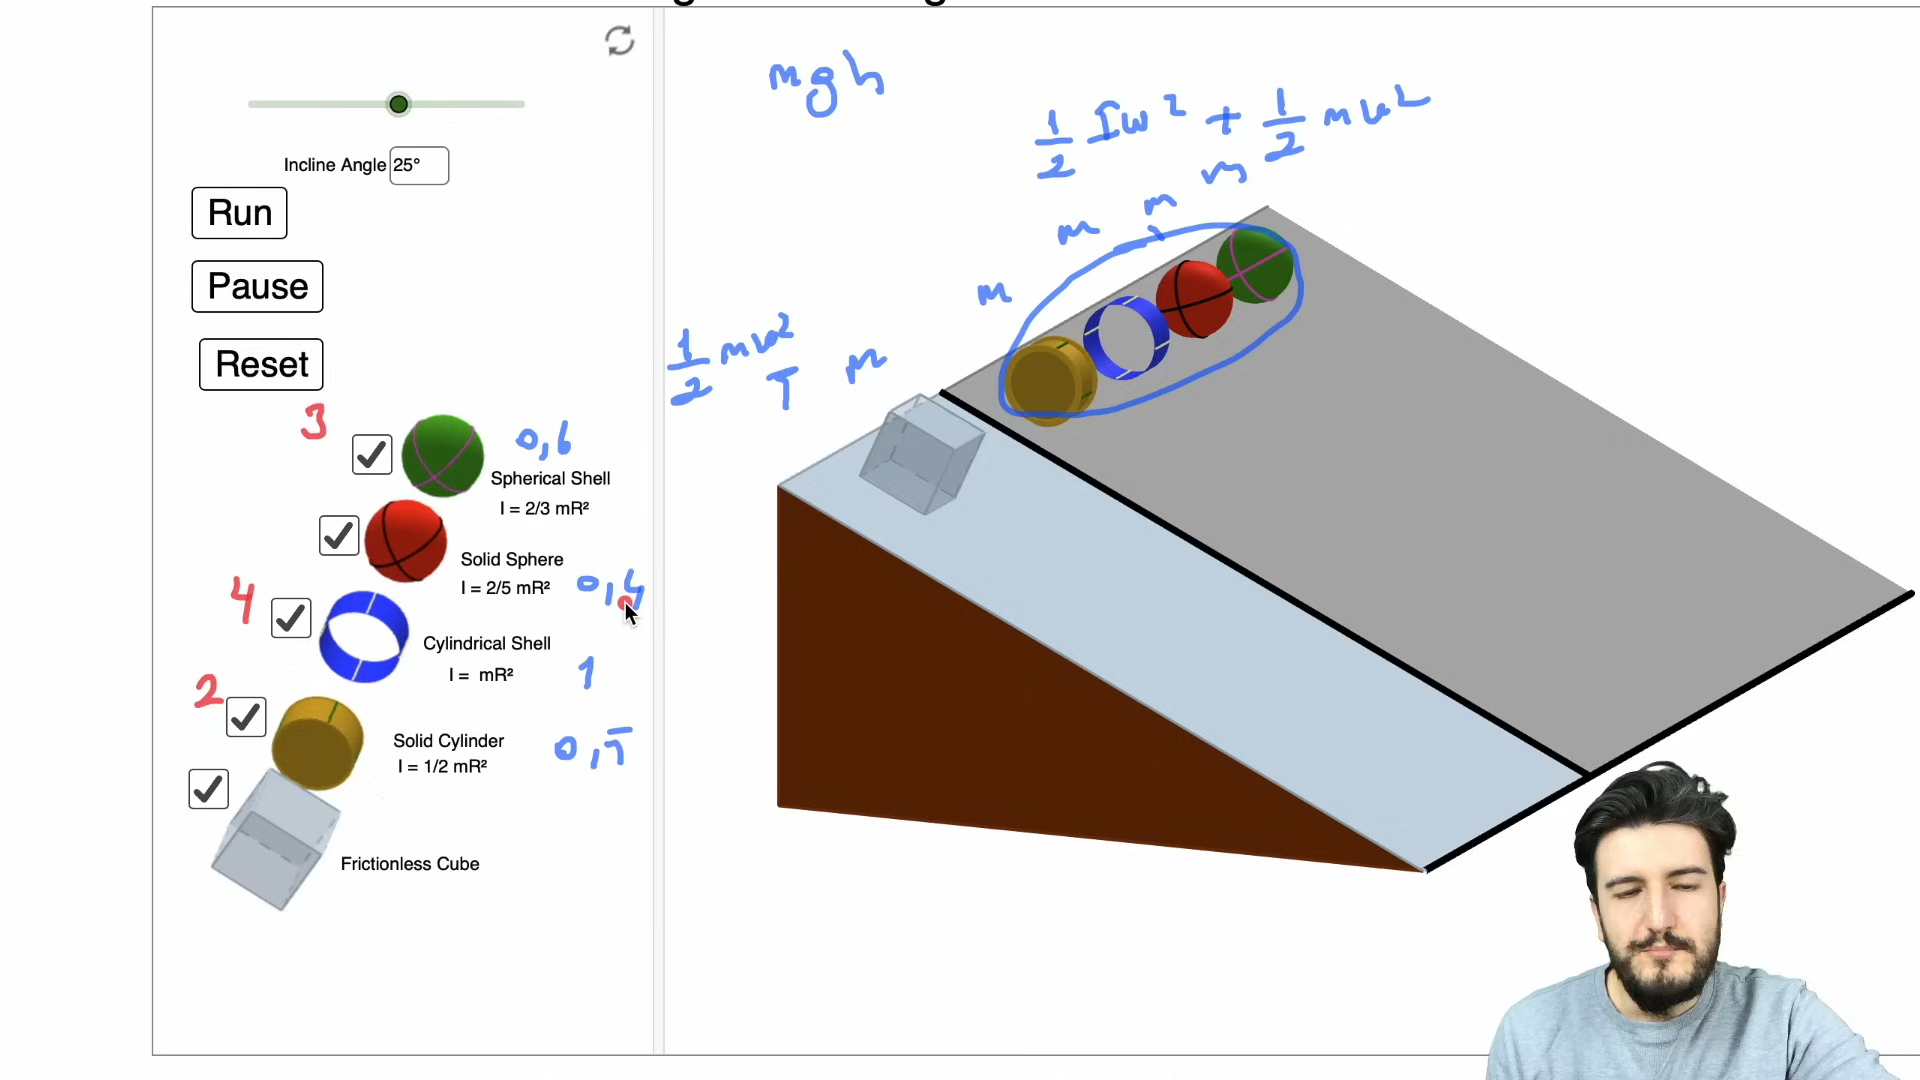 mgh
1/2 Iω² + 1/2 mv²
m
m
m
m
1/2 mv²
m
Incline Angle 25°
Run
Pause
Reset
3
0,6
Spherical Shell
I = 2/3 mR²
Solid Sphere
I = 2/5 mR²
0,4
4
Cylindrical Shell
I = mR²
1
2
Solid Cylinder
I = 1/2 mR²
0,5
Frictionless Cube